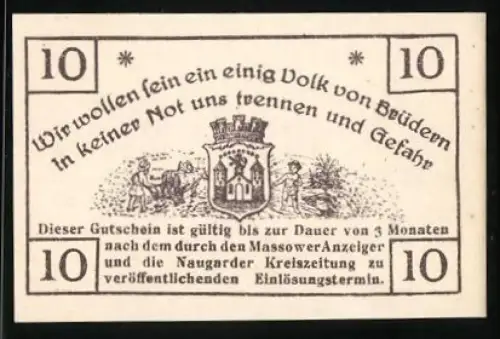 10 * * 10
Wir wollen sein ein einig Volk von Brüdern
In keiner Not uns trennen und Gefahr
Dieser Gutschein ist gültig bis zur Dauer von 3 Monaten
nach dem durch den MassowerAnzeiger
und die Naugarder Kreiszeitung zu
veröffentlichenden Einlösungstermin.
10 10